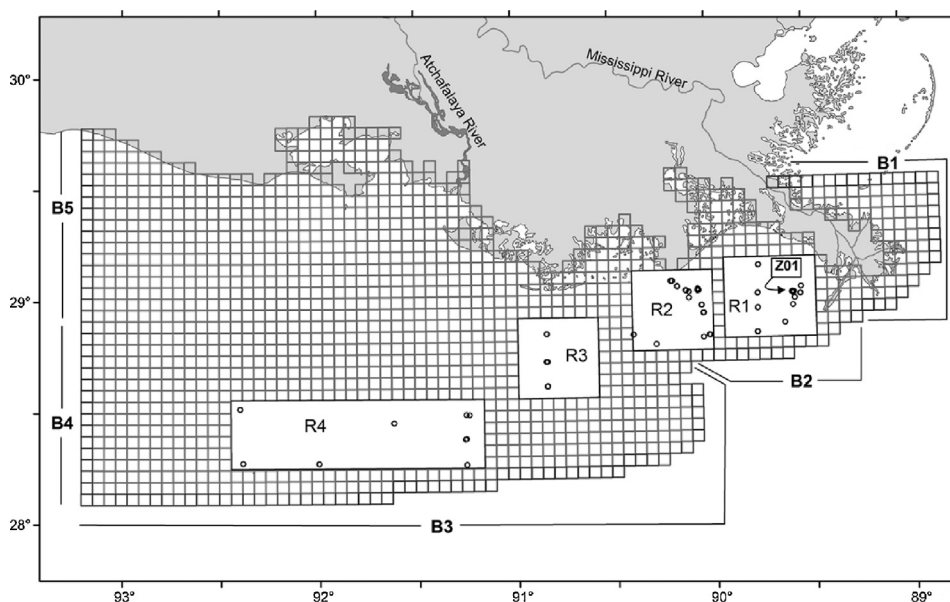 30°
29°
28°
93°
92°
91°
90°
89°
Atchafalaya River
Mississippi River
B1
B5
Z01
R2
R1
R3
B2
B4
R4
B3